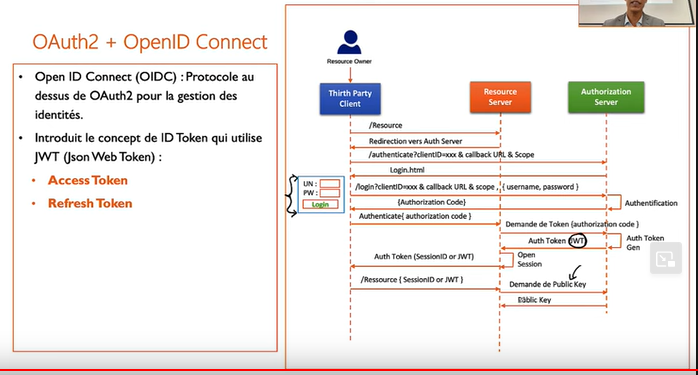 OAuth2 + OpenID Connect
• Open ID Connect (OIDC) : Protocole au
dessus de OAuth2 pour la gestion des
identités.
• Introduit le concept de ID Token qui utilise
JWT (Json Web Token) :
• Access Token
• Refresh Token
Resource Owner
Thirth Party
Client
Resource
Server
Authorization
Server
/Resource
Redirection vers Auth Server
/authenticate?clientID=xxx & callback URL & Scope
Login.html
UN :
PW :
Login
/login?clientID=xxx & callback URL & scope , { username, password }
{Authorization Code}
Authentification
Authenticate{ authorization code }
Demande de Token {authorization code }
Auth Token JWT)
Auth Token
Gen
Auth Token (SessionID or JWT)
Open
Session
/Ressource { SessionID or JWT }
Demande de Public Key
Public Key